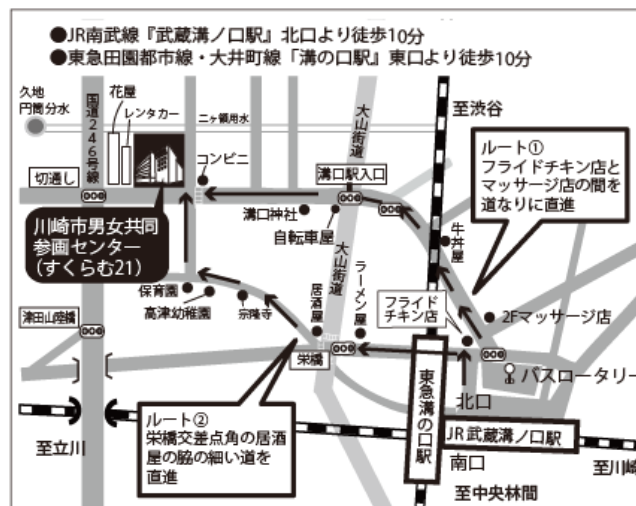 ●JR南武線『武蔵溝ノ口駅』北口より徒歩10分
●東急田園都市線・大井町線「溝の口駅」東口より徒歩10分
久地
円筒分水
国道246号線
花屋
レンタカー
二ヶ領用水
大山街道
至渋谷
ルート①
フライドチキン店と
マッサージ店の間を
道なりに直進
切通し
コンビニ
溝口駅入口
川崎市男女共同
参画センター
(すくらむ21)
溝口神社
自転車屋
牛丼屋
大山街道
保育園
高津幼稚園
宗隆寺
居酒屋
ラーメン屋
フライド
チキン店
2Fマッサージ店
津田山陸橋
栄橋
バスロータリー
北口
東急溝の口駅
JR武蔵溝ノ口駅
南口
ルート②
栄橋交差点角の居酒
屋の脇の細い道を
直進
至立川
至川崎
至中央林間